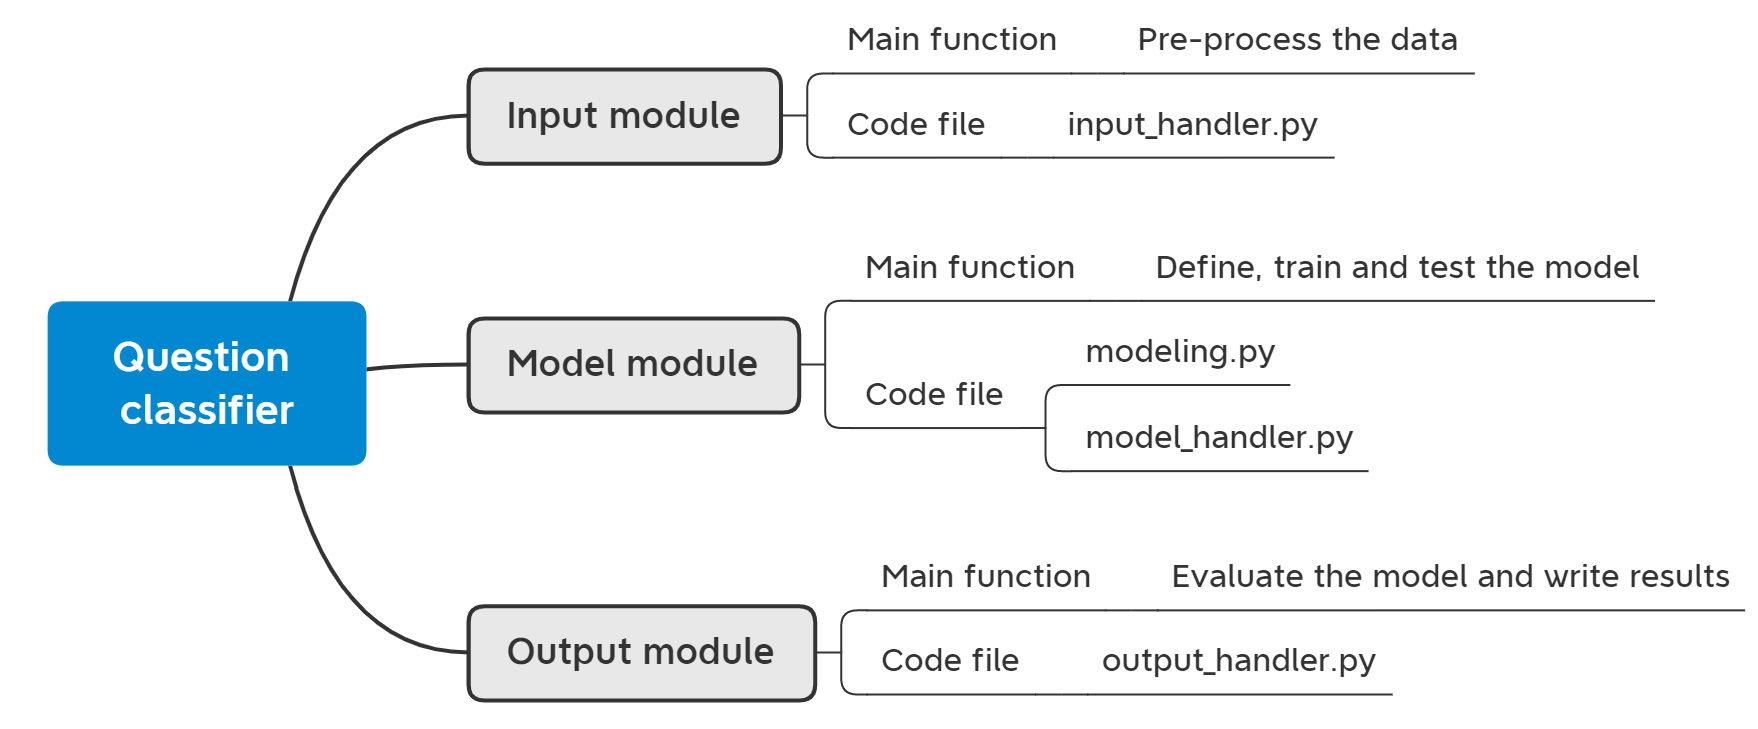 Question
classifier
Input module
Main function
Pre-process the data
Code file
input_handler.py
Model module
Main function
Define, train and test the model
Code file
modeling.py
model_handler.py
Output module
Main function
Evaluate the model and write results
Code file
output_handler.py